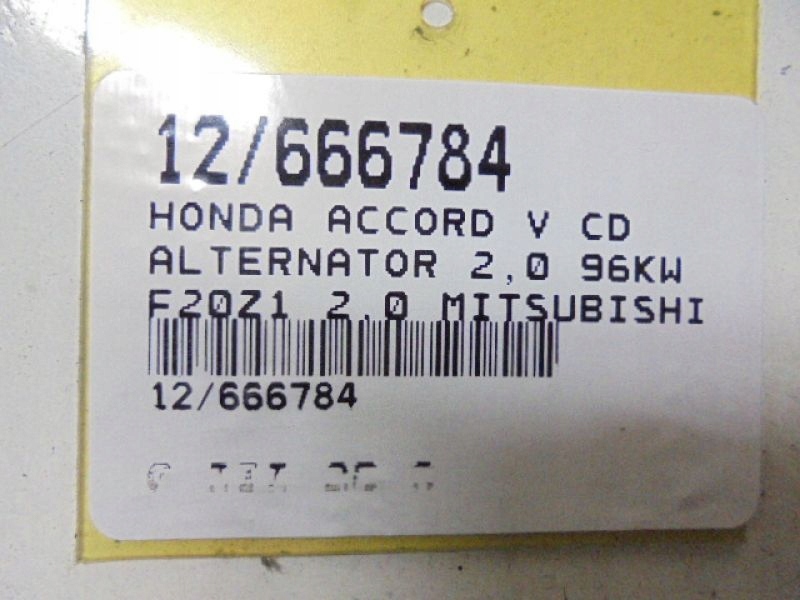 12/666784
HONDA ACCORD V CD
ALTERNATOR 2,0 96KW
F20Z1 2.0 MITSUBISHI
12/666784